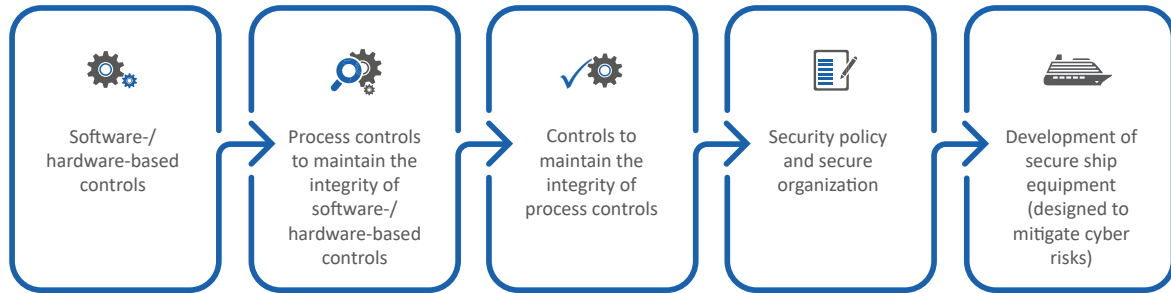 Software-/
hardware-based
controls
Process controls
to maintain the
integrity of
software-/
hardware-based
controls
Controls to
maintain the
integrity of
process controls
Security policy
and secure
organization
Development of
secure ship
equipment
(designed to
mitigate cyber
risks)